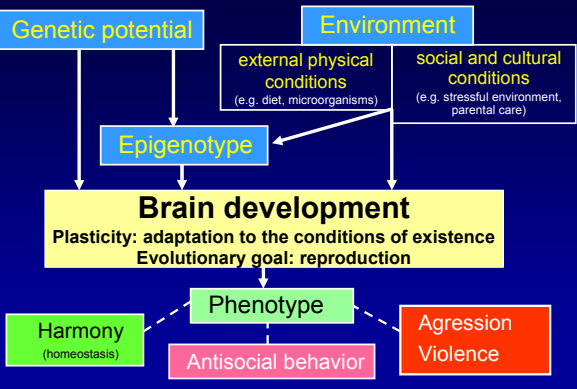 Genetic potential
Environment
external physical
conditions
(e.g. diet, microorganisms)
social and cultural
conditions
(e.g. stressful environment,
parental care)
Epigenotype
Brain development
Plasticity: adaptation to the conditions of existence
Evolutionary goal: reproduction
Phenotype
Harmony
(homeostasis)
Antisocial behavior
Agression
Violence